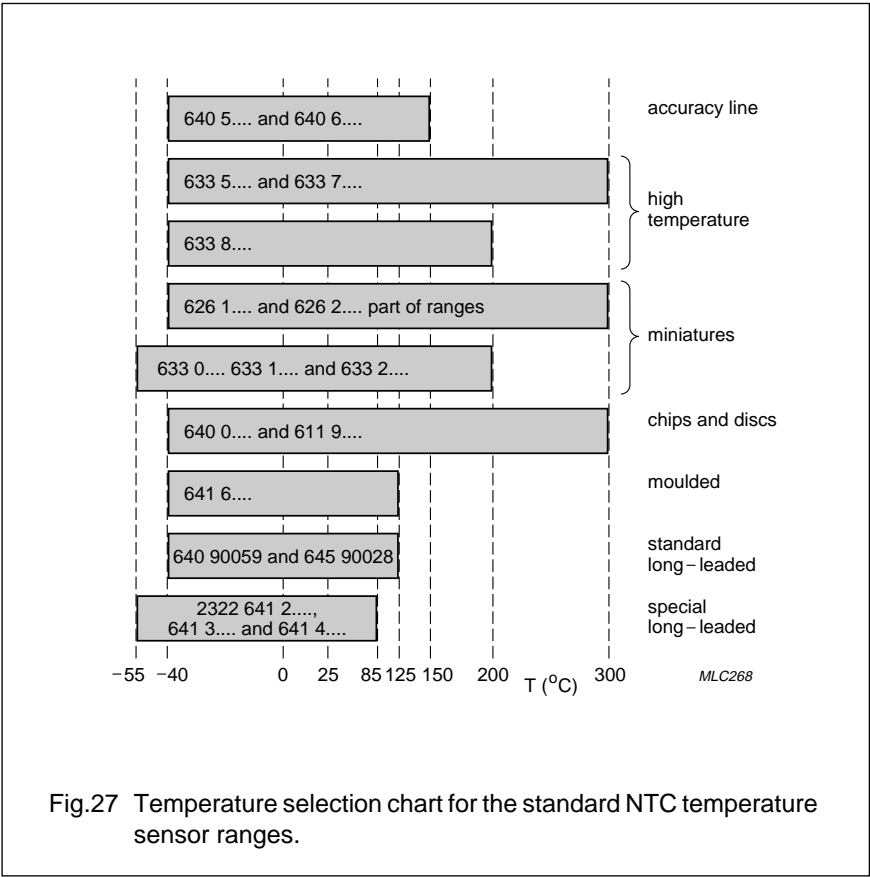 640 5.... and 640 6....
accuracy line
633 5.... and 633 7....
633 8....
high
temperature
626 1.... and 626 2.... part of ranges
633 0.... 633 1.... and 633 2....
miniatures
640 0.... and 611 9....
chips and discs
641 6....
moulded
640 90059 and 645 90028
standard
long−leaded
2322 641 2....,
641 3.... and 641 4....
special
long−leaded
−55 −40 0 25 85 125 150 200 T (°C) 300
MLC268
Fig.27 Temperature selection chart for the standard NTC temperature
sensor ranges.